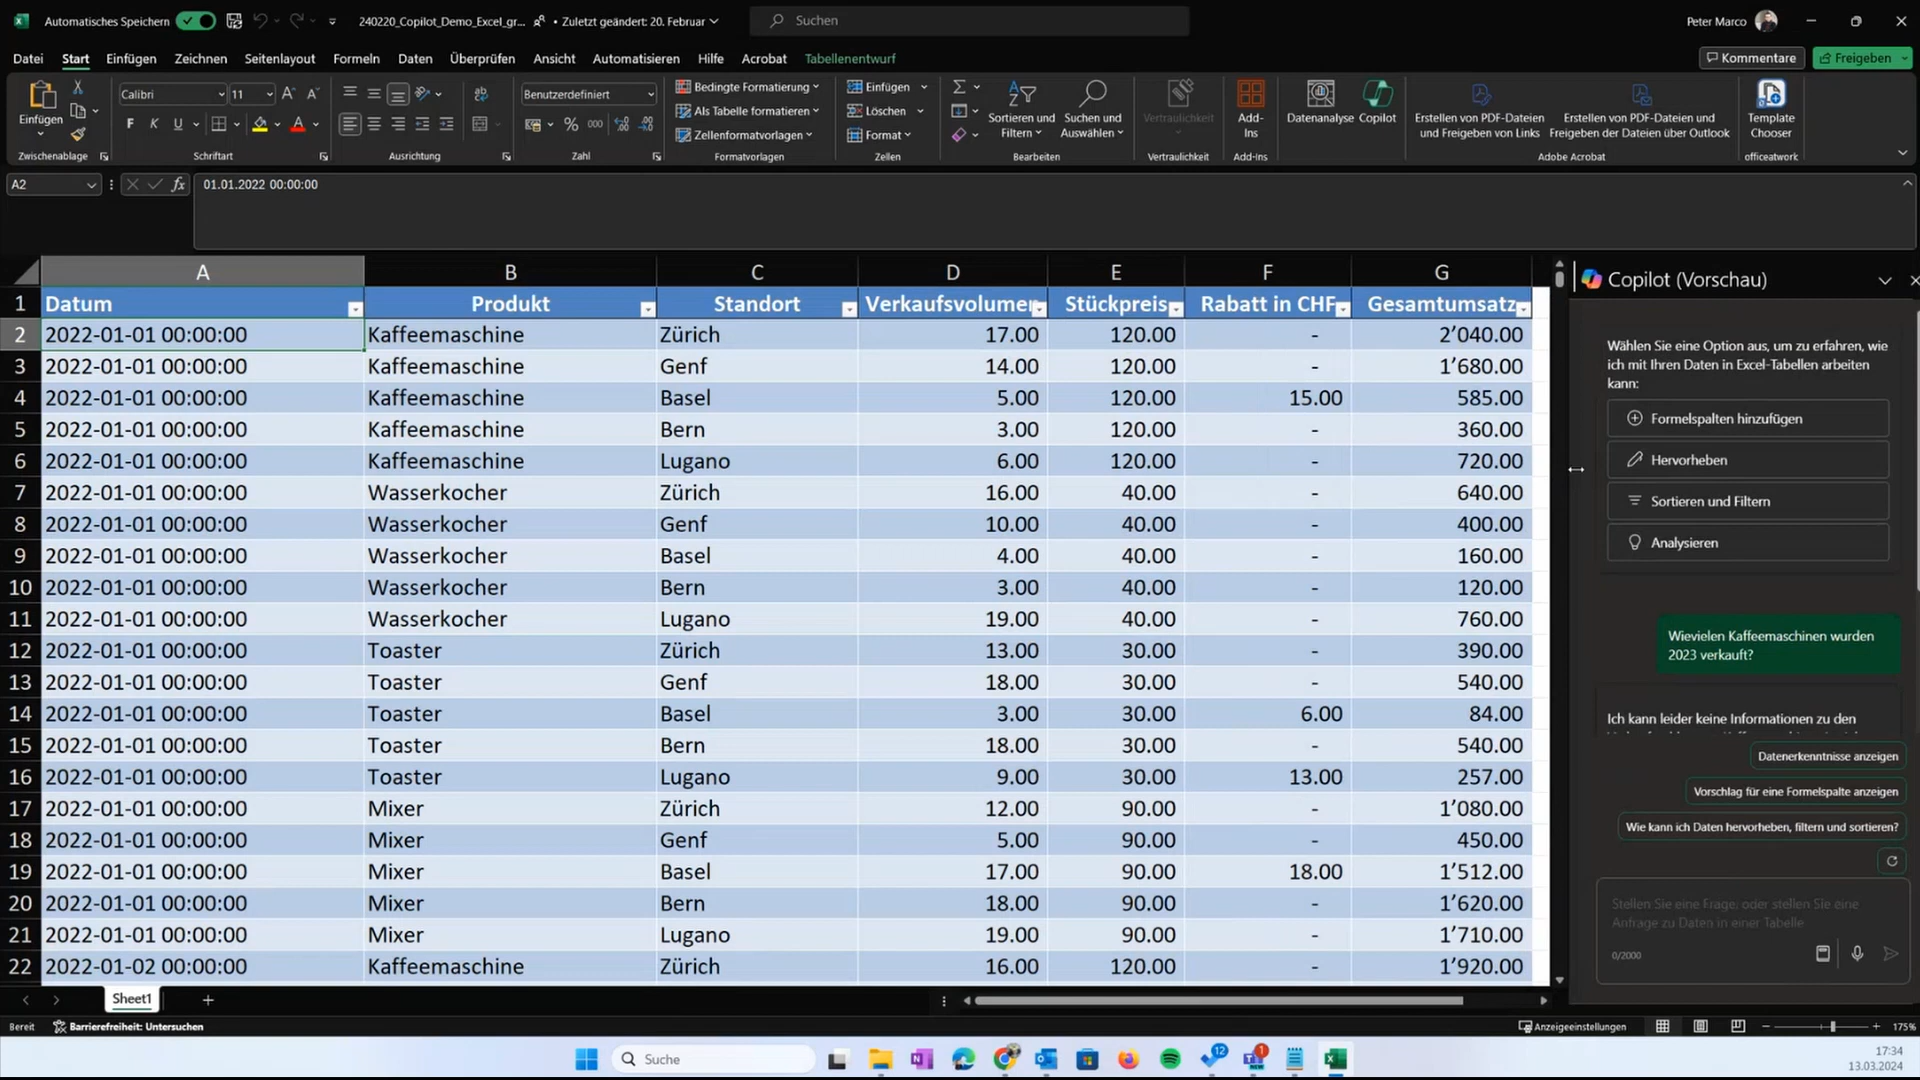 Automatisches Speichern
240220_Copilot_Demo_Excel_gr... • Zuletzt geändert: 20. Februar
Suchen
Peter Marco
Datei Start Einfügen Zeichnen Seitenlayout Formeln Daten Überprüfen Ansicht Automatisieren Hilfe Acrobat Tabellenentwurf
Kommentare
Freigeben
Einfügen
Zwischenablage
Calibri 11
F K U
Schriftart
Ausrichtung
Benutzerdefiniert
% 000
Zahl
Bedingte Formatierung
Als Tabelle formatieren
Zellenformatvorlagen
Formatvorlagen
Einfügen
Löschen
Format
Zellen
Sortieren und Filtern
Suchen und Auswählen
Bearbeiten
Vertraulichkeit
Vertraulichkeit
Add-Ins
Add-Ins
Datenanalyse
Copilot
Erstellen von PDF-Dateien und Freigeben von Links
Erstellen von PDF-Dateien und Freigeben der Dateien über Outlook
Adobe Acrobat
Template Chooser
officeatwork
A2
fx
01.01.2022 00:00:00
A B C D E F G
1 Datum Produkt Standort Verkaufsvolumen Stückpreis Rabatt in CHF Gesamtumsatz
2 2022-01-01 00:00:00 Kaffeemaschine Zürich 17.00 120.00 - 2’040.00
3 2022-01-01 00:00:00 Kaffeemaschine Genf 14.00 120.00 - 1’680.00
4 2022-01-01 00:00:00 Kaffeemaschine Basel 5.00 120.00 15.00 585.00
5 2022-01-01 00:00:00 Kaffeemaschine Bern 3.00 120.00 - 360.00
6 2022-01-01 00:00:00 Kaffeemaschine Lugano 6.00 120.00 - 720.00
7 2022-01-01 00:00:00 Wasserkocher Zürich 16.00 40.00 - 640.00
8 2022-01-01 00:00:00 Wasserkocher Genf 10.00 40.00 - 400.00
9 2022-01-01 00:00:00 Wasserkocher Basel 4.00 40.00 - 160.00
10 2022-01-01 00:00:00 Wasserkocher Bern 3.00 40.00 - 120.00
11 2022-01-01 00:00:00 Wasserkocher Lugano 19.00 40.00 - 760.00
12 2022-01-01 00:00:00 Toaster Zürich 13.00 30.00 - 390.00
13 2022-01-01 00:00:00 Toaster Genf 18.00 30.00 - 540.00
14 2022-01-01 00:00:00 Toaster Basel 3.00 30.00 6.00 84.00
15 2022-01-01 00:00:00 Toaster Bern 18.00 30.00 - 540.00
16 2022-01-01 00:00:00 Toaster Lugano 9.00 30.00 13.00 257.00
17 2022-01-01 00:00:00 Mixer Zürich 12.00 90.00 - 1’080.00
18 2022-01-01 00:00:00 Mixer Genf 5.00 90.00 - 450.00
19 2022-01-01 00:00:00 Mixer Basel 17.00 90.00 18.00 1’512.00
20 2022-01-01 00:00:00 Mixer Bern 18.00 90.00 - 1’620.00
21 2022-01-01 00:00:00 Mixer Lugano 19.00 90.00 - 1’710.00
22 2022-01-02 00:00:00 Kaffeemaschine Zürich 16.00 120.00 - 1’920.00
Copilot (Vorschau)
Wählen Sie eine Option aus, um zu erfahren, wie
ich mit Ihren Daten in Excel-Tabellen arbeiten
kann:
Formelspalten hinzufügen
Hervorheben
Sortieren und Filtern
Analysieren
Wievielen Kaffeemaschinen wurden
2023 verkauft?
Ich kann leider keine Informationen zu den
Datenerkenntnisse anzeigen
Vorschlag für eine Formelspalte anzeigen
Wie kann ich Daten hervorheben, filtern und sortieren?
Stellen Sie eine Frage, oder stellen Sie eine
Anfrage zu Daten in einer Tabelle
0/2000
Sheet1
Bereit Barrierefreiheit: Untersuchen
Anzeigeeinstellungen
175%
Suche
12
1
NEW
17:34
13.03.2024